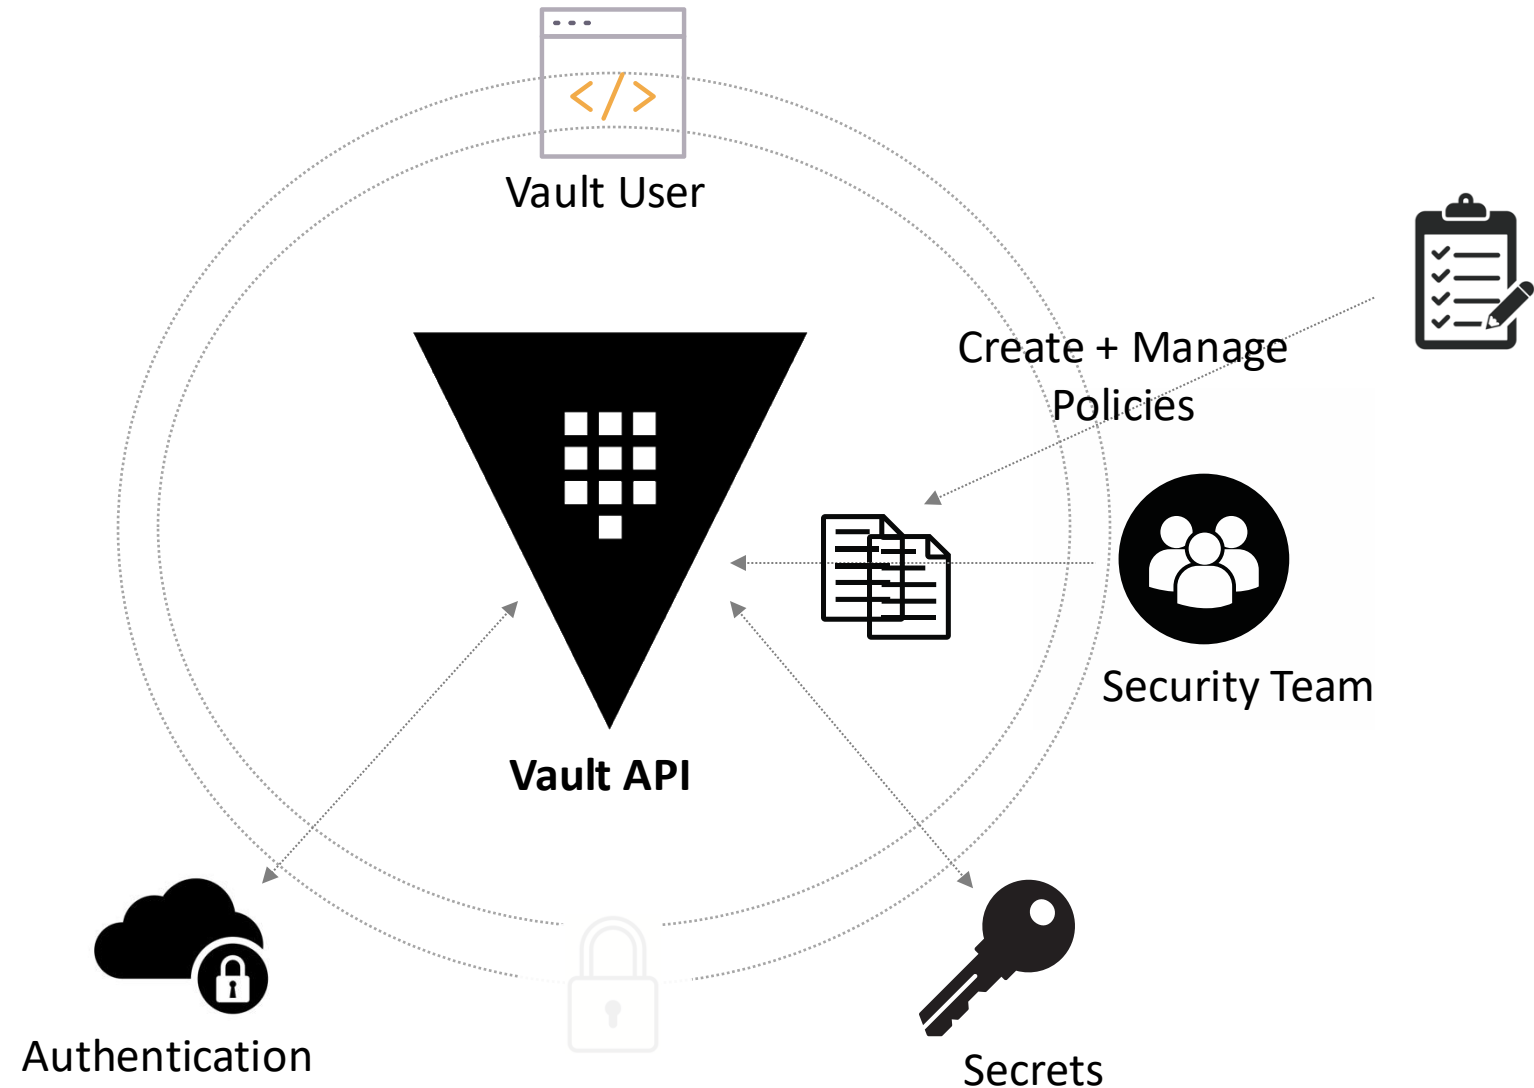 Vault User
Create + Manage
Policies
Security Team
Vault API
Authentication
Secrets